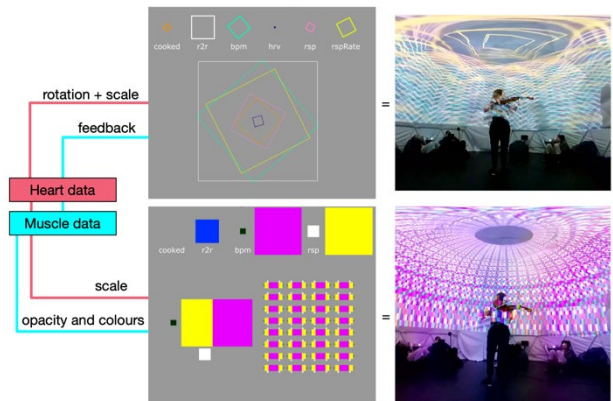 cooked r2r bpm hrv rsp rspRate
rotation + scale
=
feedback
Heart data
Muscle data
cooked r2r bpm rsp
scale
=
opacity and colours